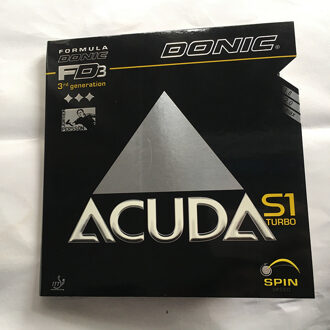 FORMULA
DONIC
FD3
3rd generation
DONIC
ACUDA
S1
TURBO
SPIN